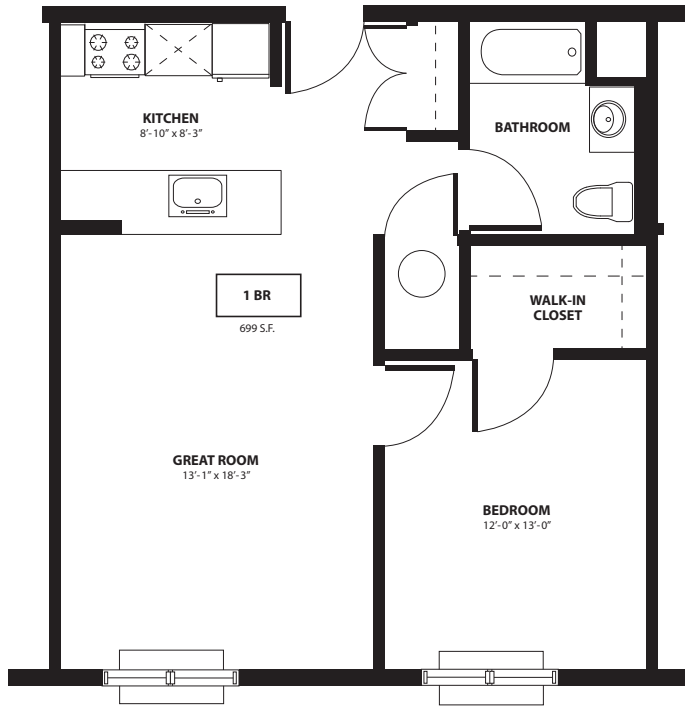 KITCHEN
8'-10" x 8'-3"
BATHROOM
1 BR
699 S.F.
WALK-IN
CLOSET
GREAT ROOM
13'-1" x 18'-3"
BEDROOM
12'-0" x 13'-0"